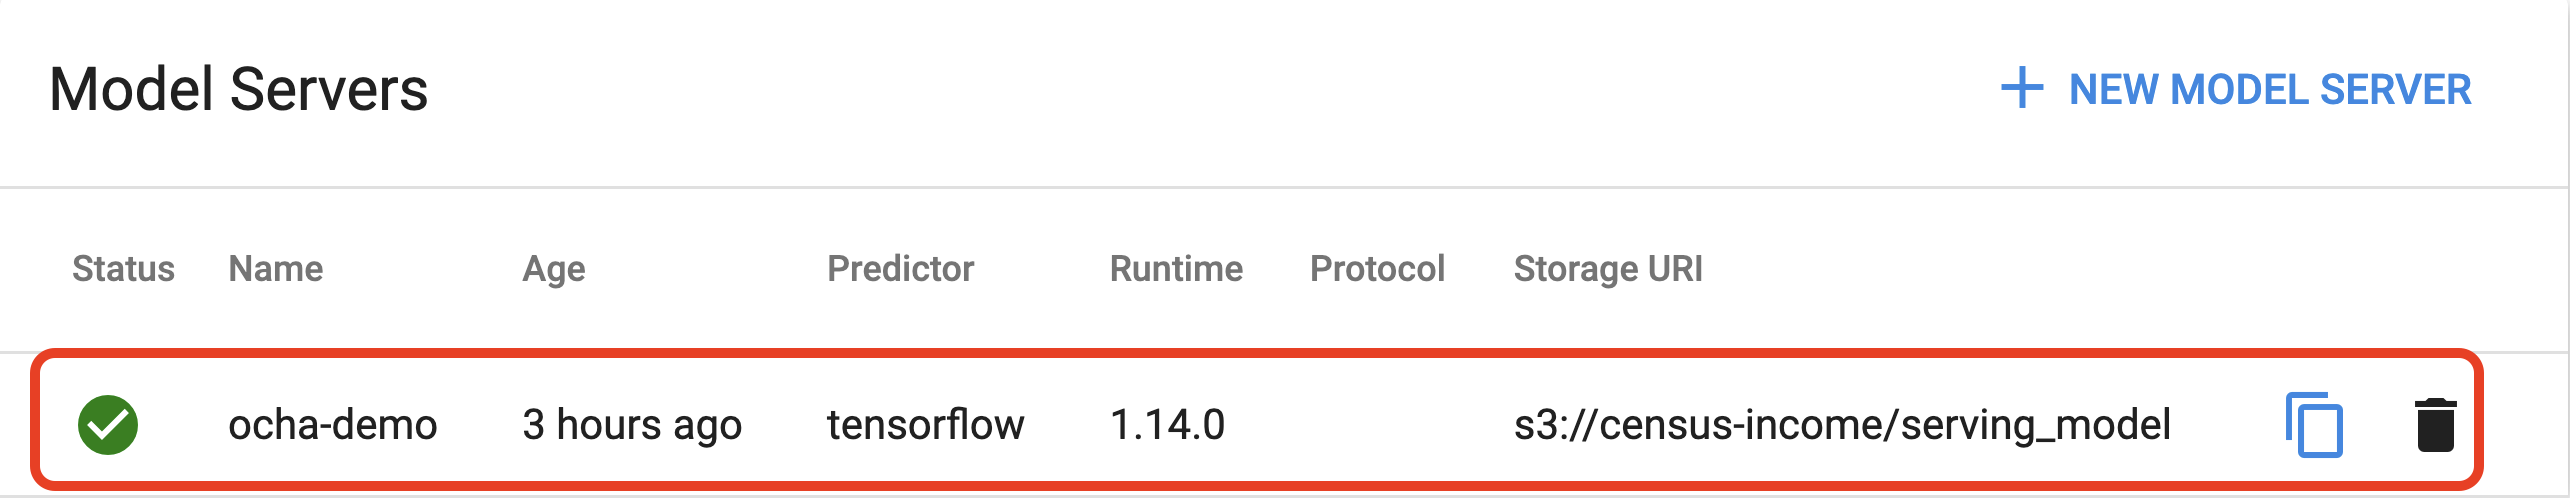 Model Servers
NEW MODEL SERVER
Status Name Age Predictor Runtime Protocol Storage URI
ocha-demo 3 hours ago tensorflow 1.14.0 s3://census-income/serving_model